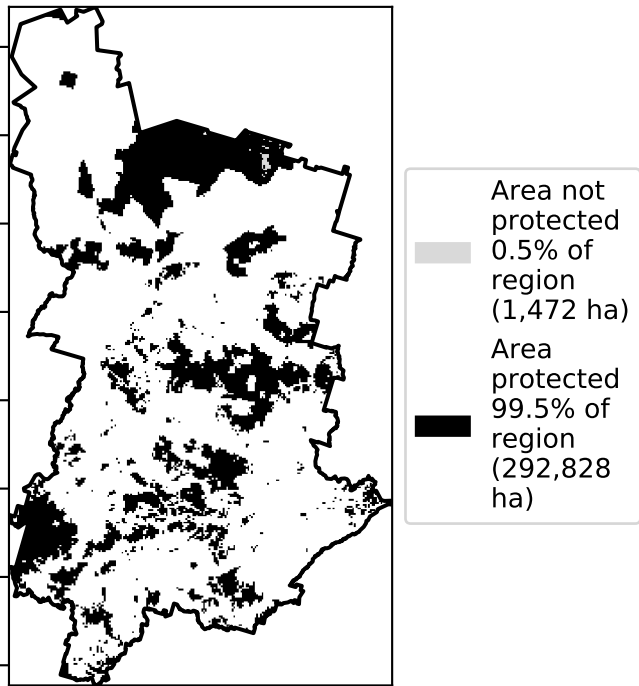 Area not
protected
0.5% of
region
(1,472 ha)
Area
protected
99.5% of
region
(292,828
ha)